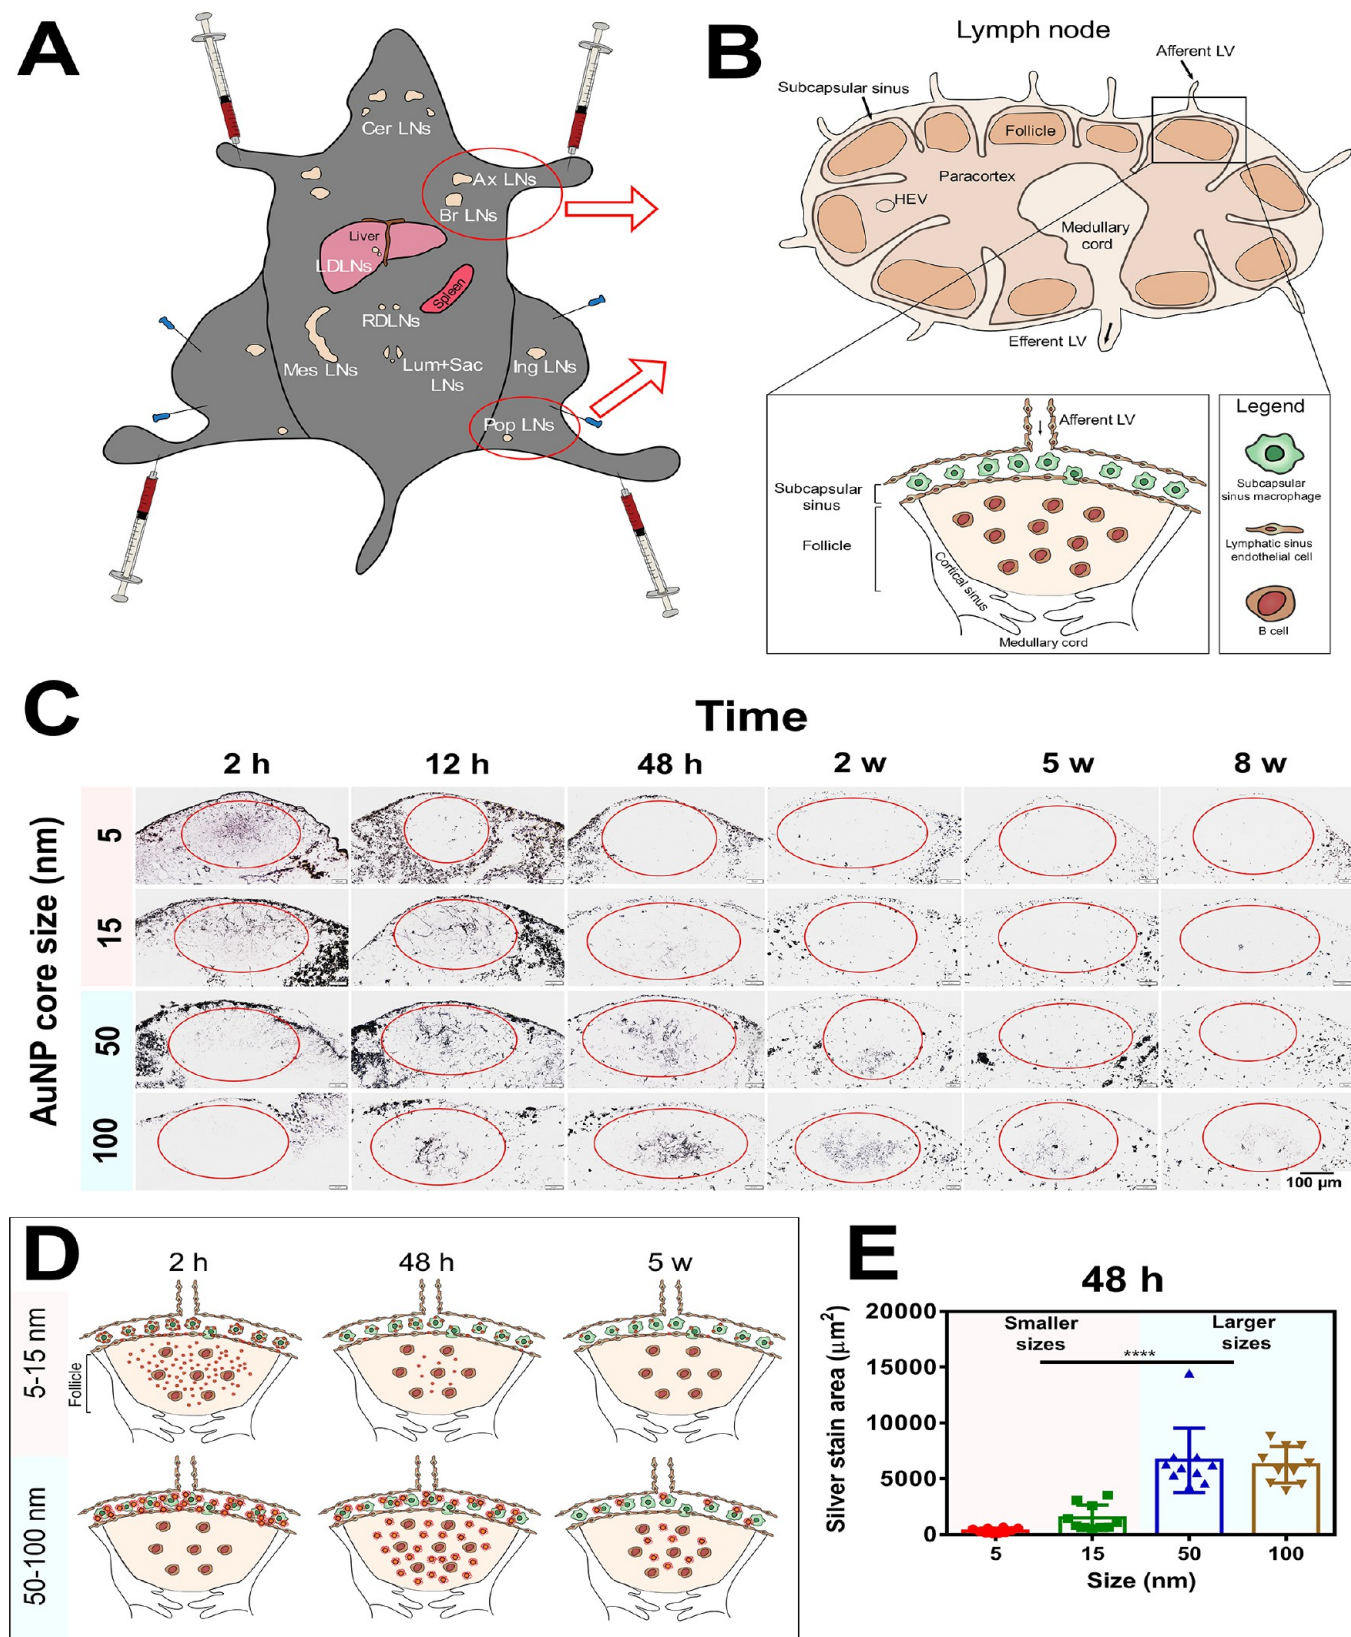 A
Cer LNs
Ax LNs
Br LNs
Liver
LDLNs
Spleen
RDLNs
Mes LNs
Lum+Sac
LNs
Ing LNs
Pop LNs
B
Lymph node
Afferent LV
Subcapsular sinus
Follicle
Paracortex
HEV
Medullary
cord
Efferent LV
Afferent LV
Subcapsular
sinus
Follicle
Cortical sinus
Medullary cord
Legend
Subcapsular
sinus macrophage
Lymphatic sinus
endothelial cell
B cell
C
Time
2 h
12 h
48 h
2 w
5 w
8 w
AuNP core size (nm)
5
15
50
100
100 µm
D
2 h
48 h
5 w
5-15 nm
Follicle
50-100 nm
E
48 h
Smaller
sizes
Larger
sizes
****
Silver stain area (µm²)
20000
15000
10000
5000
0
5
15
50
100
Size (nm)